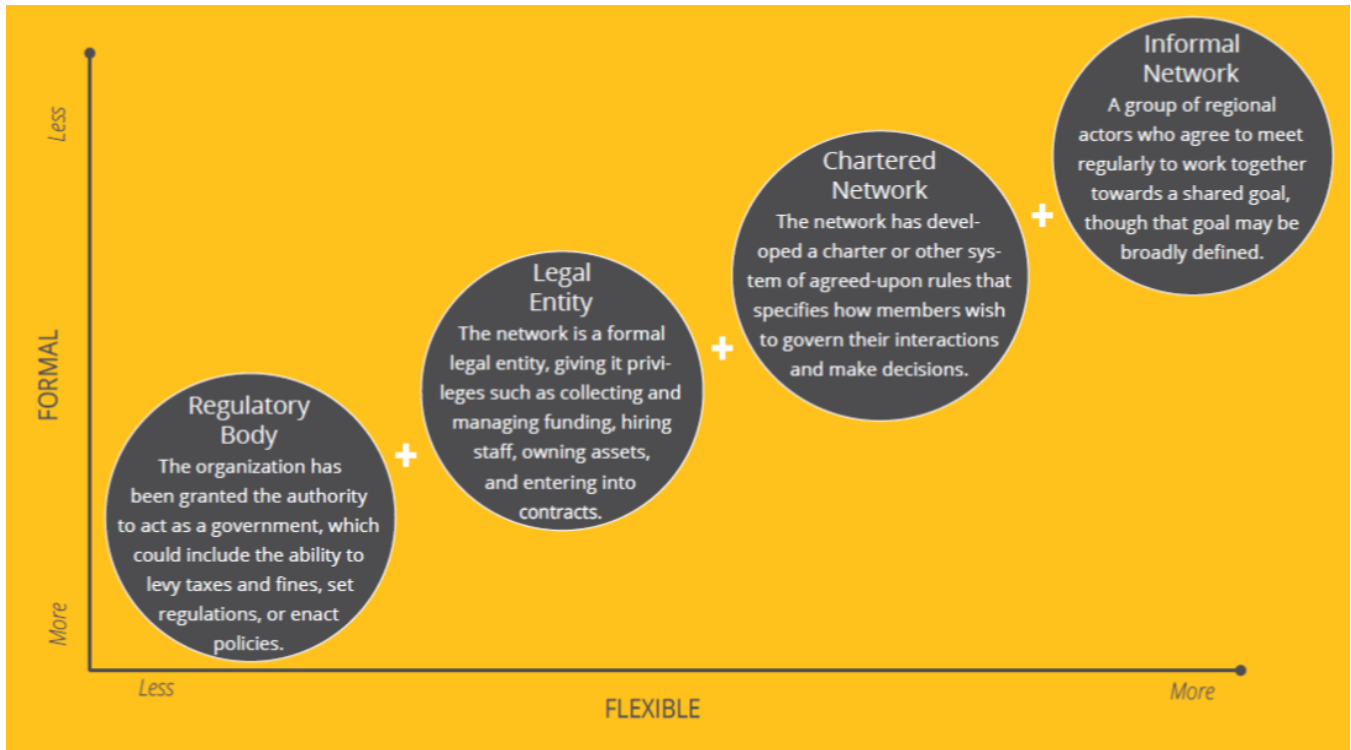 Less
FORMAL
More
Less
FLEXIBLE
More
Regulatory
Body
The organization has
been granted the authority
to act as a government, which
could include the ability to
levy taxes and fines, set
regulations, or enact
policies.
+
Legal
Entity
The network is a formal
legal entity, giving it privi-
leges such as collecting and
managing funding, hiring
staff, owning assets,
and entering into
contracts.
+
Chartered
Network
The network has devel-
oped a charter or other sys-
tem of agreed-upon rules that
specifies how members wish
to govern their interactions
and make decisions.
+
Informal
Network
A group of regional
actors who agree to meet
regularly to work together
towards a shared goal,
though that goal may be
broadly defined.